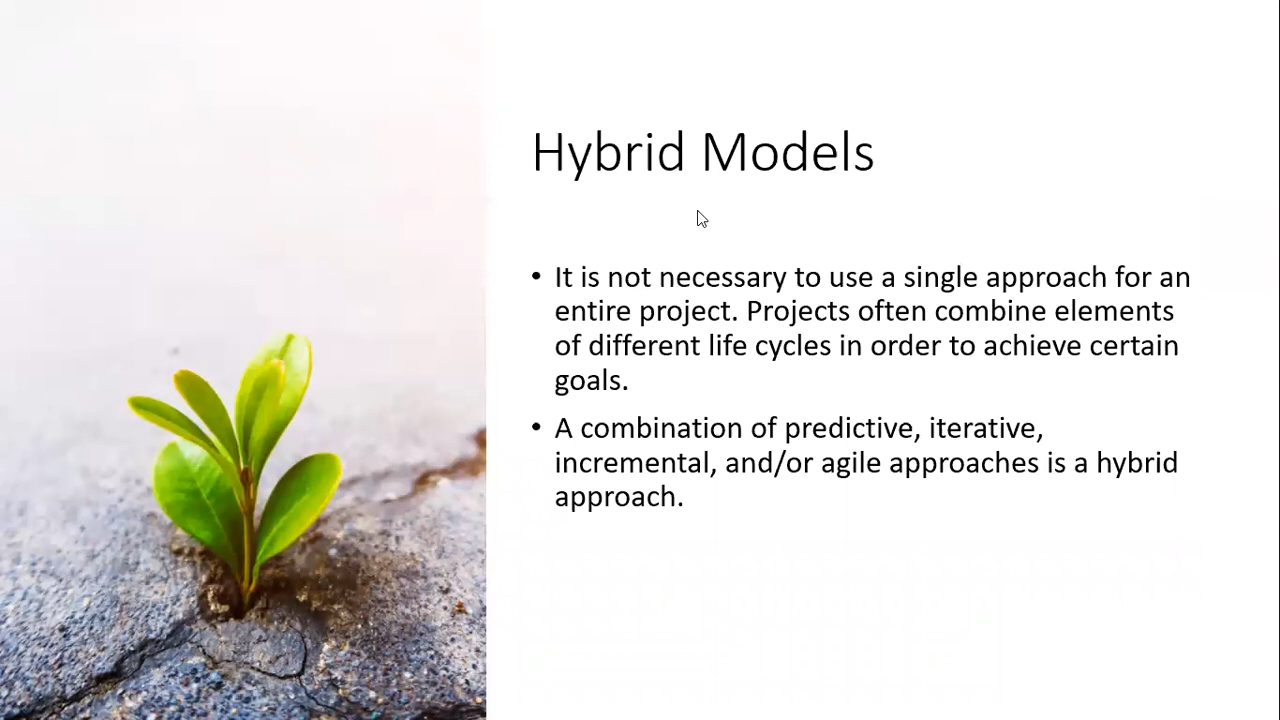 Hybrid Models
• It is not necessary to use a single approach for an
entire project. Projects often combine elements
of different life cycles in order to achieve certain
goals.
• A combination of predictive, iterative,
incremental, and/or agile approaches is a hybrid
approach.